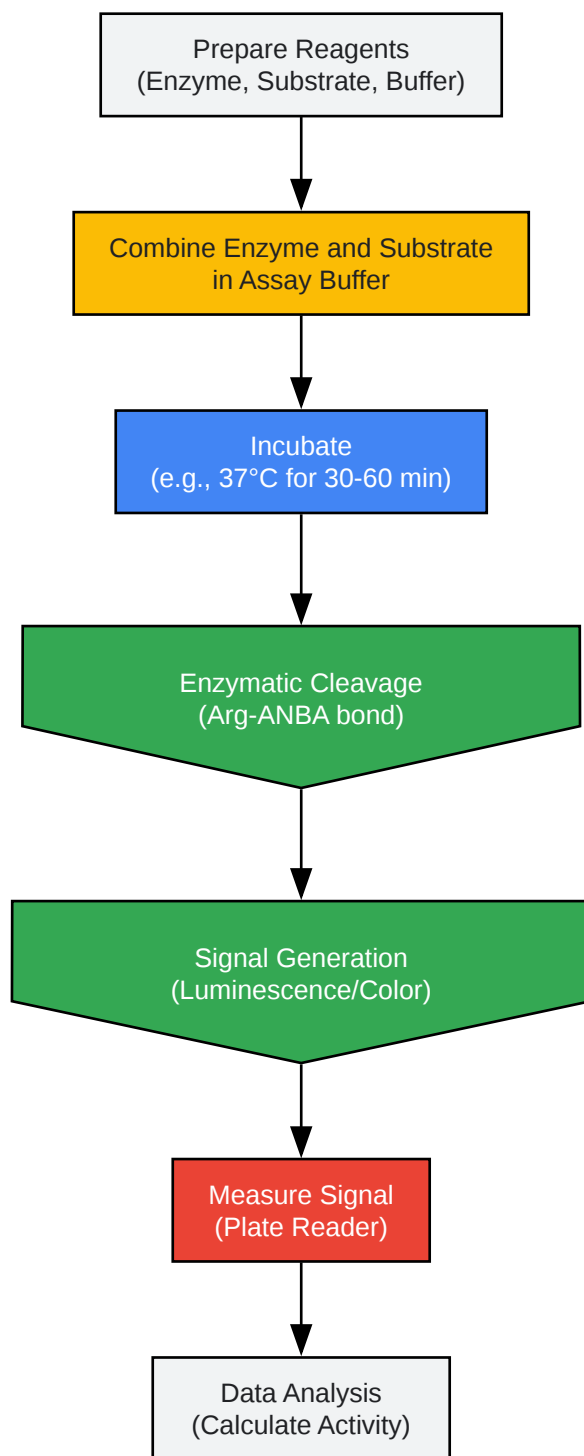 Prepare Reagents
(Enzyme, Substrate, Buffer)
Combine Enzyme and Substrate
in Assay Buffer
Incubate
(e.g., 37°C for 30-60 min)
Enzymatic Cleavage
(Arg-ANBA bond)
Signal Generation
(Luminescence/Color)
Measure Signal
(Plate Reader)
Data Analysis
(Calculate Activity)